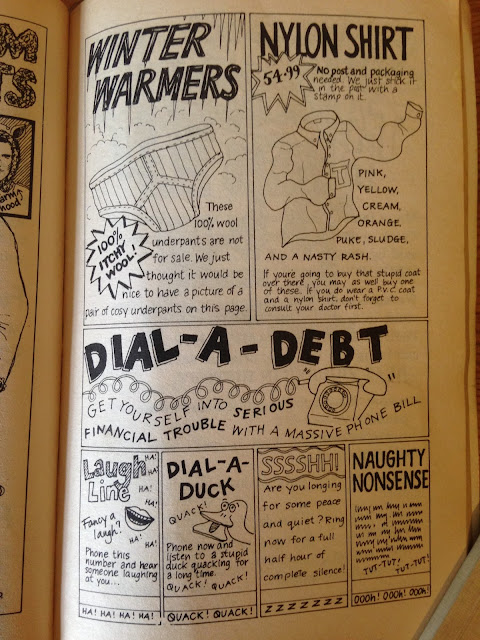 WINTER
WARMERS
These
100% wool
underpants are not
for sale. We just
thought it would be
nice to have a picture of a
pair of cosy underpants on this page.
100%
ITCHY
WOOL!
NYLON SHIRT
54.99
No post and packaging
needed. We just stick it
in the post with a
stamp on it.
PINK,
YELLOW,
CREAM,
ORANGE.
PUKE, SLUDGE,
AND A NASTY RASH.
If you're going to buy that stupid coat
over there, you may as well buy one
of these. If you do wear a P.V.C. coat
and a nylon shirt, don't forget to
consult your doctor first.
DIAL-A-DEBT
GET YOURSELF INTO SERIOUS
FINANCIAL TROUBLE WITH A MASSIVE PHONE BILL
Laugh
Line
HA!
HA!
HA!
HA!
HA!
Fancy a
laugh?
HA!
HA!
Phone this
number and hear
someone laughing
at you...
HA! HA! HA! HA!
DIAL-A-
DUCK
QUACK!
Phone now and
listen to a stupid
duck quacking for
a long time.
QUACK! QUACK!
QUACK! QUACK!
SSSSHH!
Are you longing
for some peace
and quiet? Ring
now for a full
half hour of
complete silence!
Z Z Z Z Z Z Z
NAUGHTY
NONSENSE
TUT-TUT!
TUT-TUT!
OOOh! OOOh! OOOh!